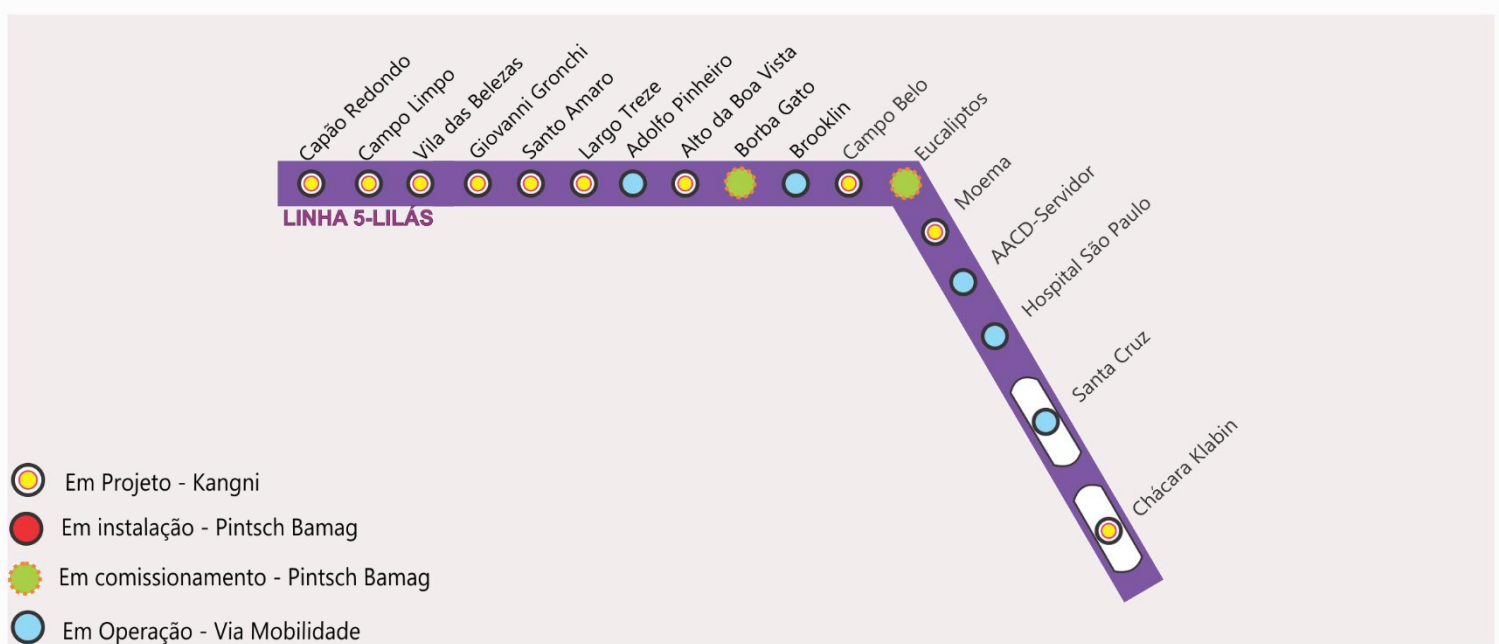 Capão Redondo
Campo Limpo
Vila das Belezas
Giovanni Gronchi
Santo Amaro
Largo Treze
Adolfo Pinheiro
Alto da Boa Vista
Borba Gato
Brooklin
Campo Belo
Eucaliptos
Moema
AACD-Servidor
Hospital São Paulo
Santa Cruz
Chácara Klabin
LINHA 5-LILÁS
Em Projeto - Kangni
Em instalação - Pintsch Bamag
Em comissionamento - Pintsch Bamag
Em Operação - Via Mobilidade